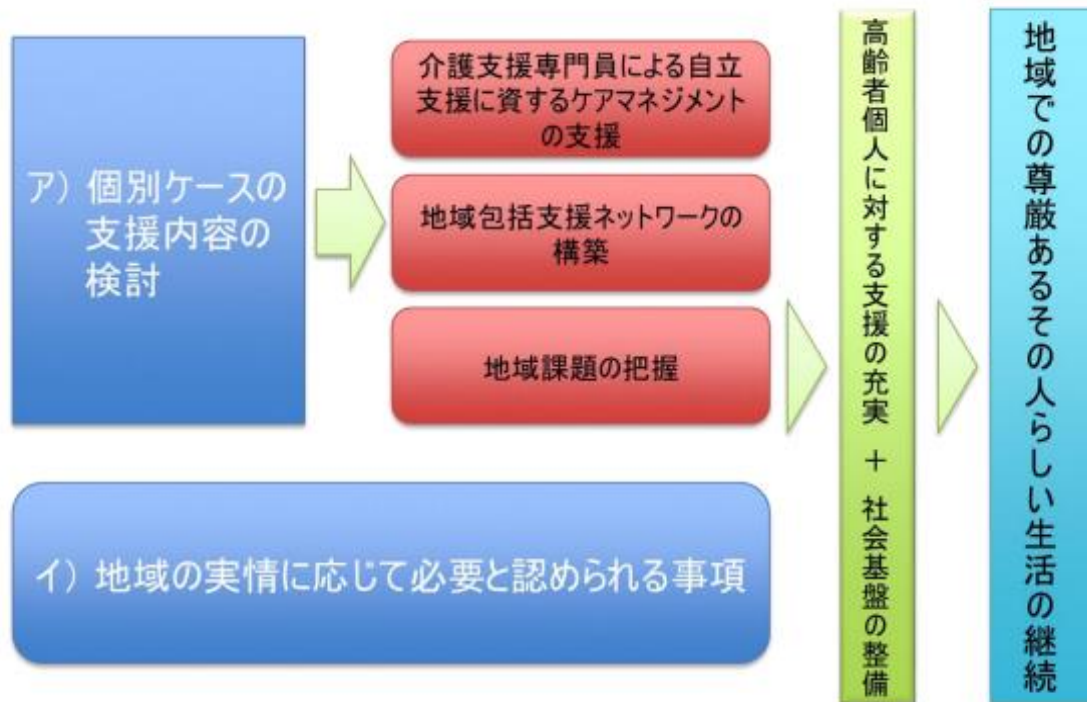 ア）個別ケースの
支援内容の
検討
介護支援専門員による自立
支援に資するケアマネジメント
の支援
地域包括支援ネットワークの
構築
地域課題の把握
イ）地域の実情に応じて必要と認められる事項
高齢者個人に対する支援の充実　＋　社会基盤の整備
地域での尊厳あるその人らしい生活の継続